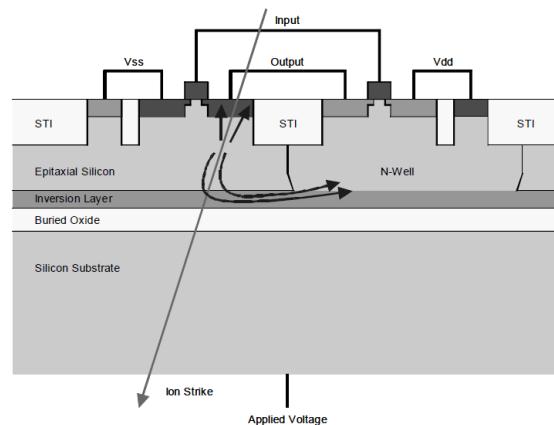 Input
Vss
Output
Vdd
STI
STI
STI
Epitaxial Silicon
N-Well
Inversion Layer
Buried Oxide
Silicon Substrate
Ion Strike
Applied Voltage